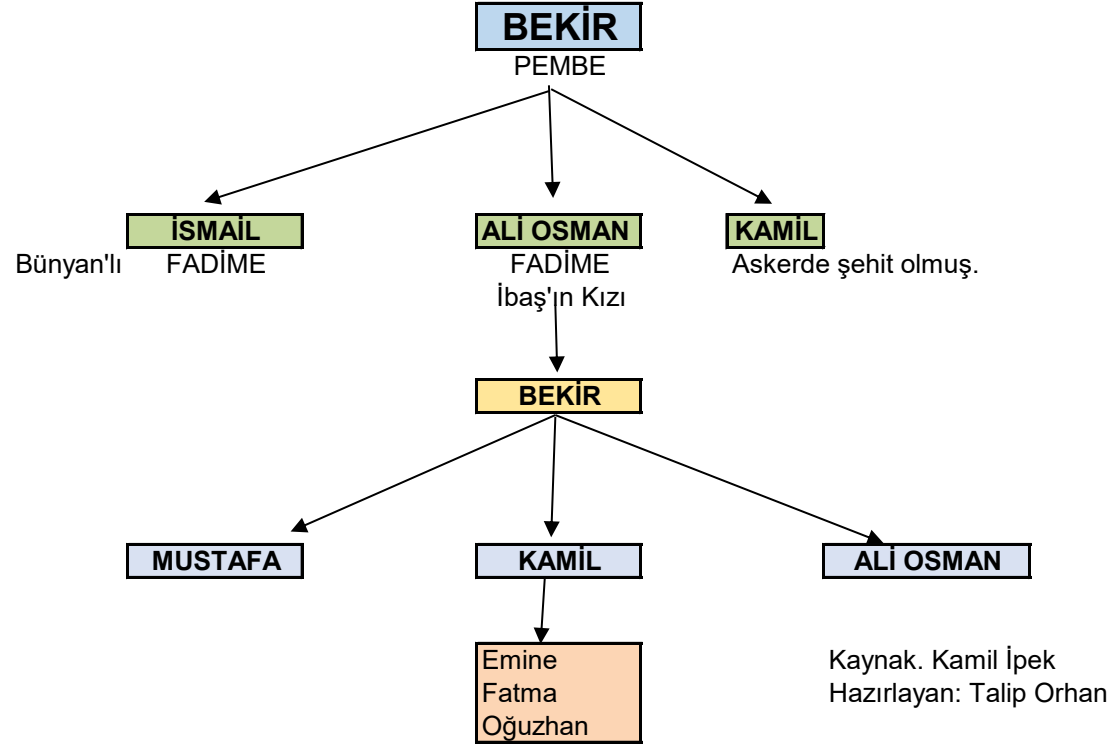 BEKİR
PEMBE
İSMAİL
ALİ OSMAN
KAMİL
Bünyan'lı
FADİME
FADİME
Askerde şehit olmuş.
İbaş'ın Kızı
BEKİR
MUSTAFA
KAMİL
ALİ OSMAN
Emine
Fatma
Oğuzhan
Kaynak. Kamil İpek
Hazırlayan: Talip Orhan